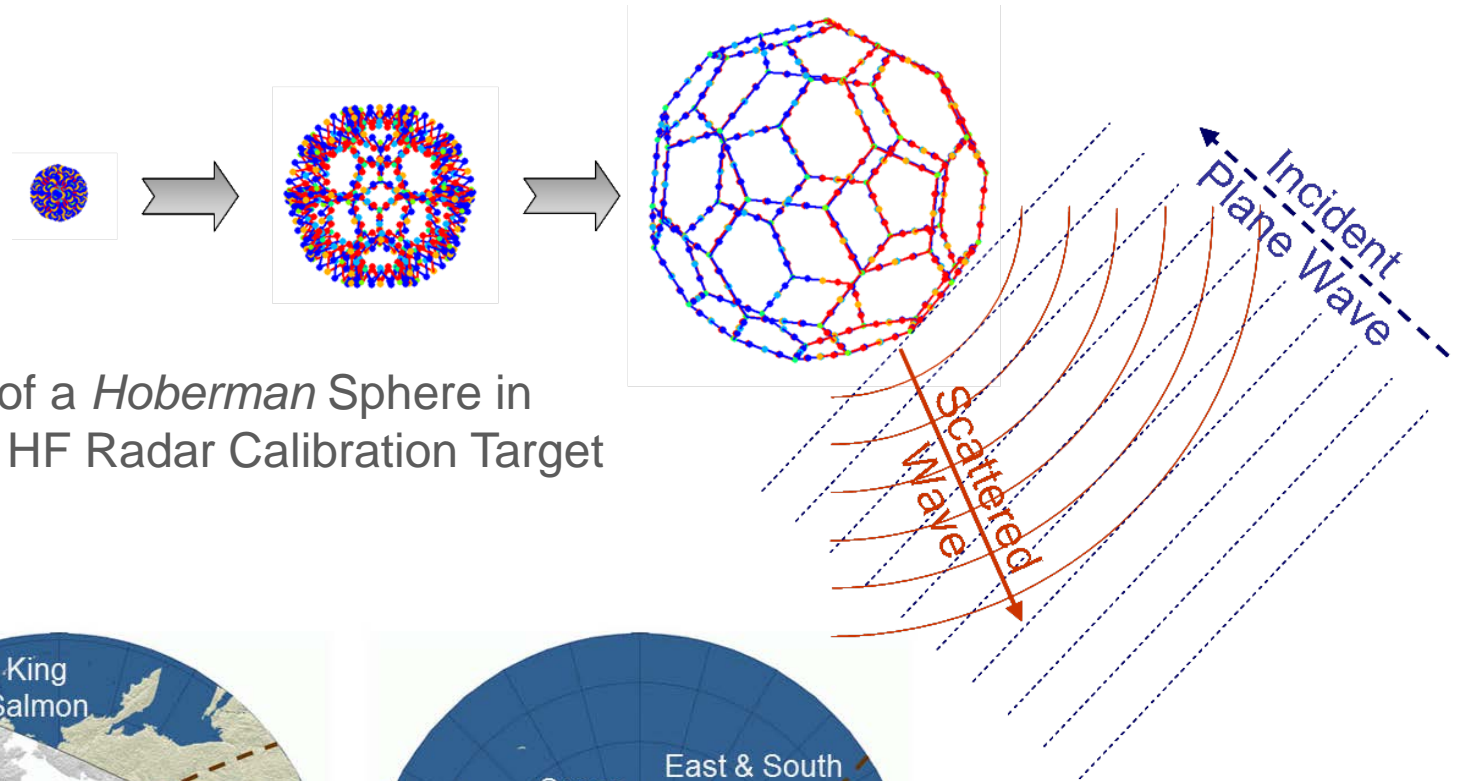 Incident
Plane Wave
of a Hoberman Sphere in
HF Radar Calibration Target
Scattered
Wave
King
Salmon
East & South